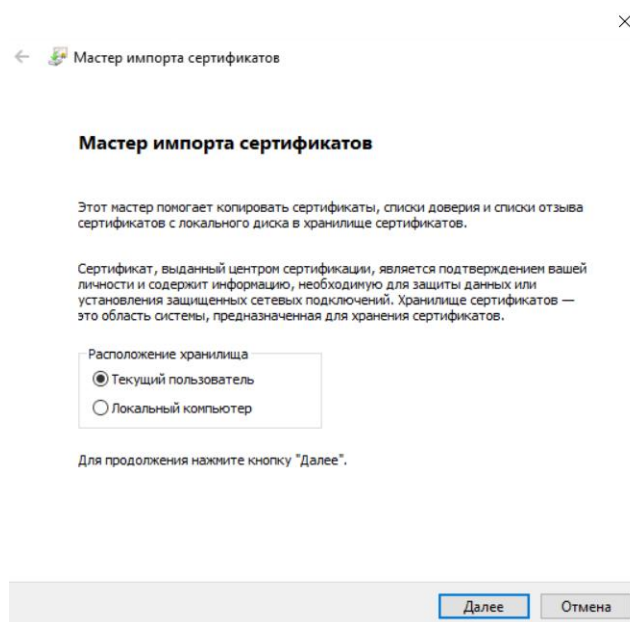 Мастер импорта сертификатов
Мастер импорта сертификатов
Этот мастер помогает копировать сертификаты, списки доверия и списки отзыва
сертификатов с локального диска в хранилище сертификатов.
Сертификат, выданный центром сертификации, является подтверждением вашей
личности и содержит информацию, необходимую для защиты данных или
установления защищенных сетевых подключений. Хранилище сертификатов —
это область системы, предназначенная для хранения сертификатов.
Расположение хранилища
Текущий пользователь
Локальный компьютер
Для продолжения нажмите кнопку "Далее".
Далее
Отмена